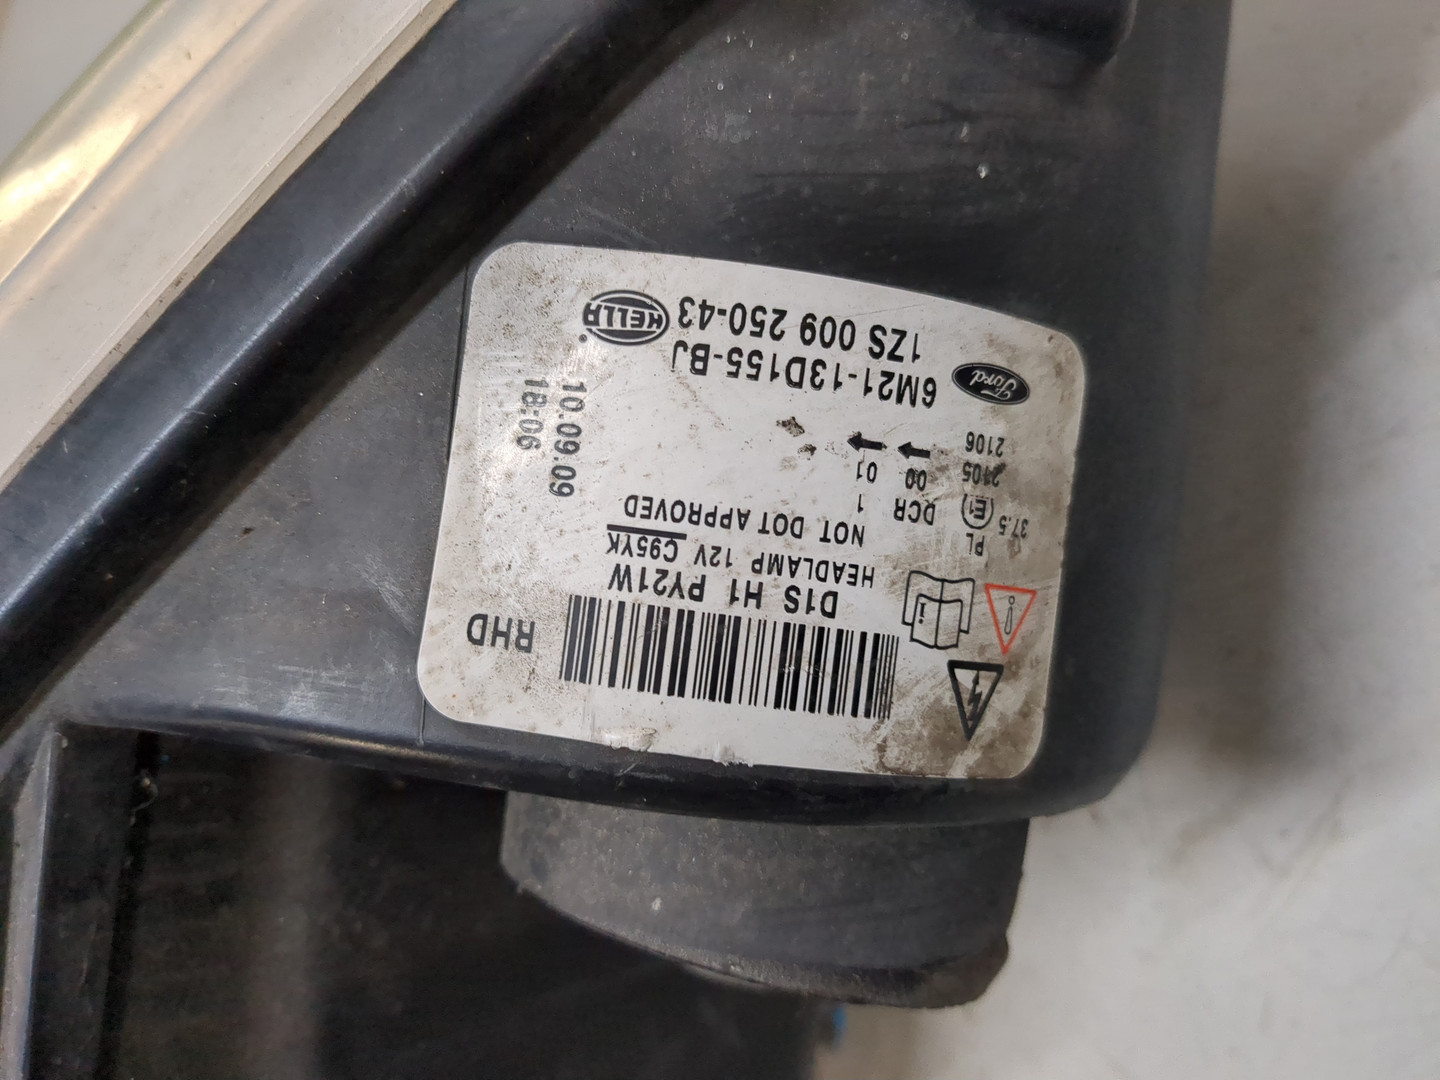 D1S H1 PY21W
HEADLAMP 12V C95YK
NOT DOT APPROVED
RHD
PL
37.5
E1
2105
2106
DCR 1
00 01
Ford
6M21-13D155-BJ
1ZS 009 250-43
HELLA
10.09.09
18:06
i